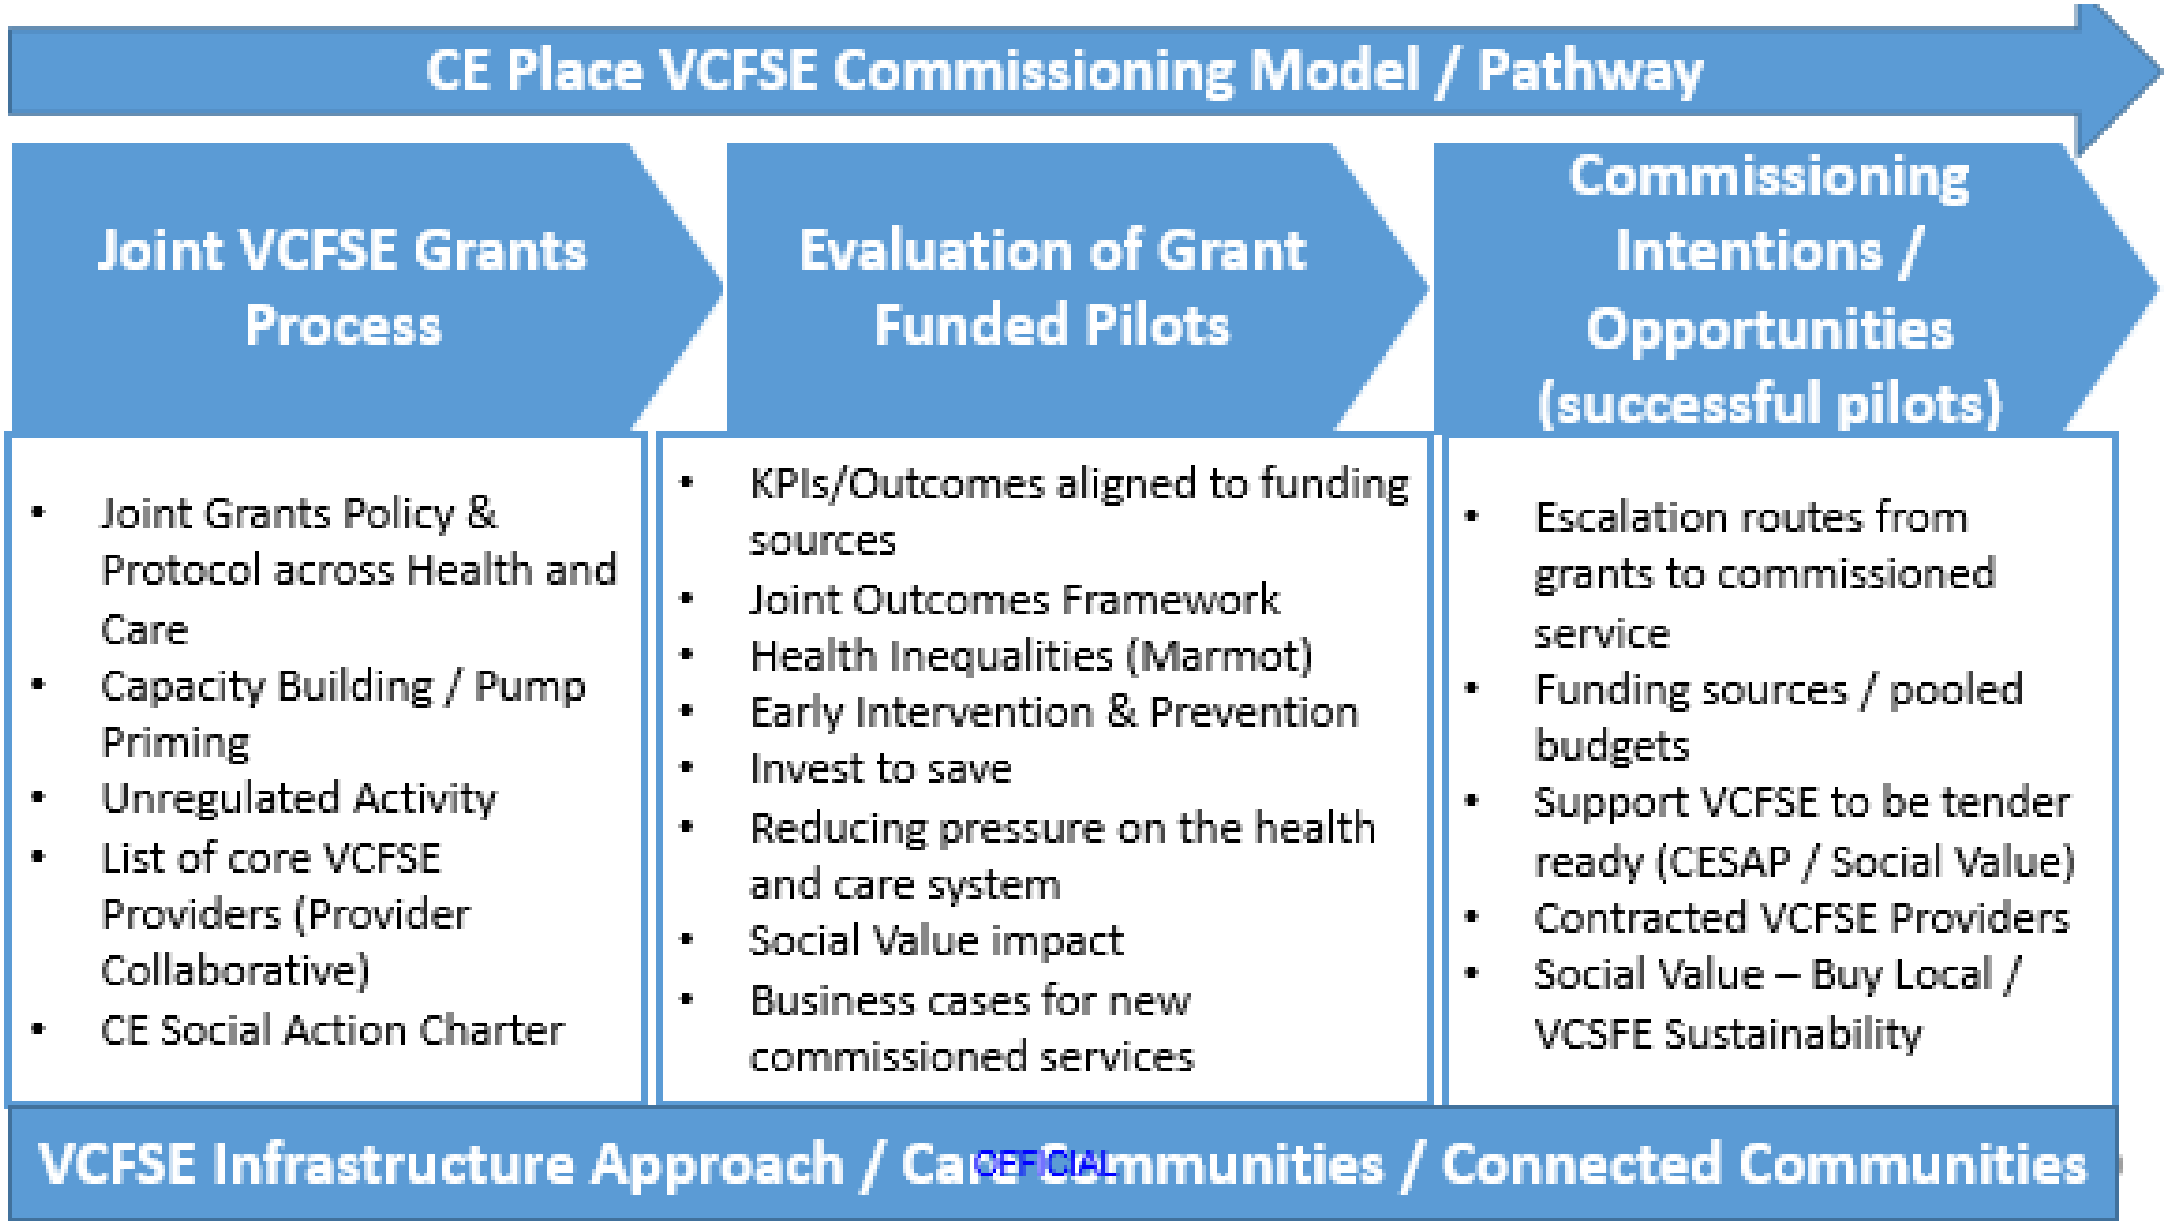 CE Place VCFSE Commissioning Model / Pathway
Joint VCFSE Grants
Process
Evaluation of Grant
Funded Pilots
Commissioning
Intentions /
Opportunities
(successful pilots)
• Joint Grants Policy &
Protocol across Health and
Care
• Capacity Building / Pump
Priming
• Unregulated Activity
• List of core VCFSE
Providers (Provider
Collaborative)
• CE Social Action Charter
• KPIs/Outcomes aligned to funding
sources
• Joint Outcomes Framework
• Health Inequalities (Marmot)
• Early Intervention & Prevention
• Invest to save
• Reducing pressure on the health
and care system
• Social Value impact
• Business cases for new
commissioned services
• Escalation routes from
grants to commissioned
service
• Funding sources / pooled
budgets
• Support VCFSE to be tender
ready (CESAP / Social Value)
• Contracted VCFSE Providers
• Social Value – Buy Local /
VCSFE Sustainability
VCFSE Infrastructure Approach / Care Communities / Connected Communities
OFFICIAL